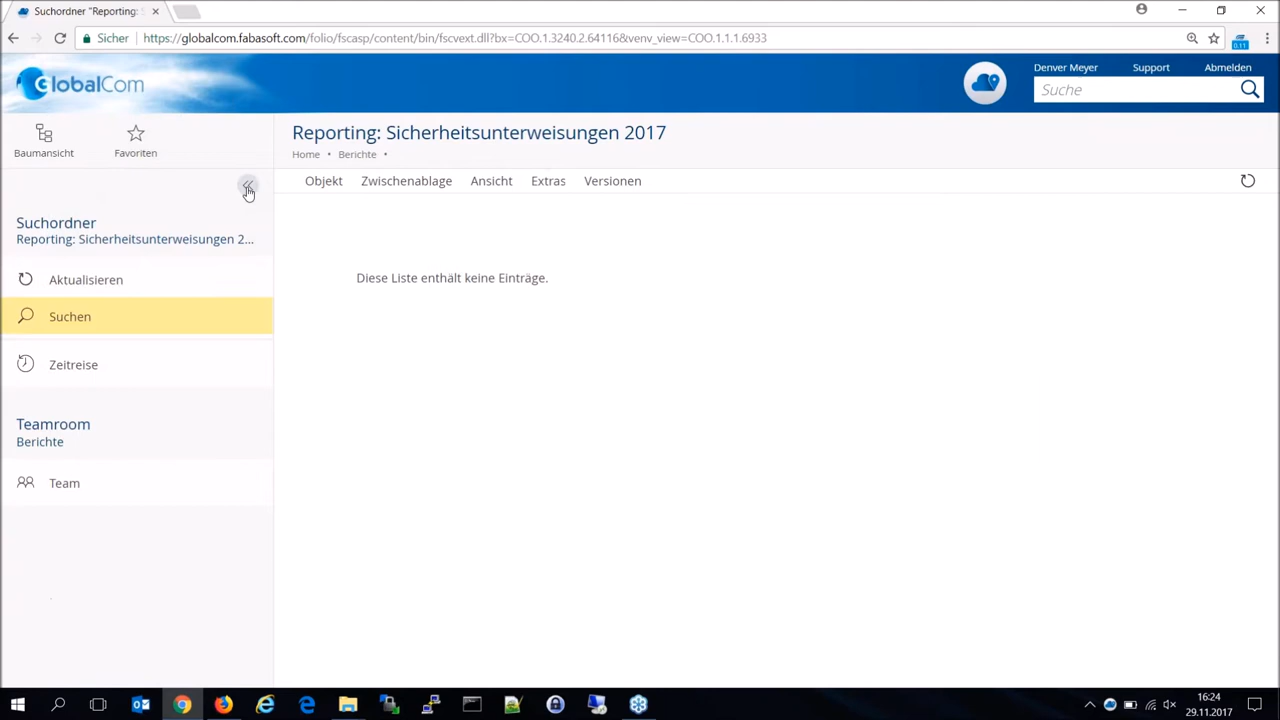 Suchordner "Reporting: S
Sicher
https://globalcom.fabasoft.com/folio/fscasp/content/bin/fscvext.dll?bx=COO.1.3240.2.64116&venv_view=COO.1.1.1.6933
0.11
GlobalCom
Denver Meyer
Support
Abmelden
Suche
Baumansicht
Favoriten
Reporting: Sicherheitsunterweisungen 2017
Home • Berichte •
Objekt
Zwischenablage
Ansicht
Extras
Versionen
Suchordner
Reporting: Sicherheitsunterweisungen 2...
Aktualisieren
Suchen
Zeitreise
Teamroom
Berichte
Team
Diese Liste enthält keine Einträge.
16:24
29.11.2017